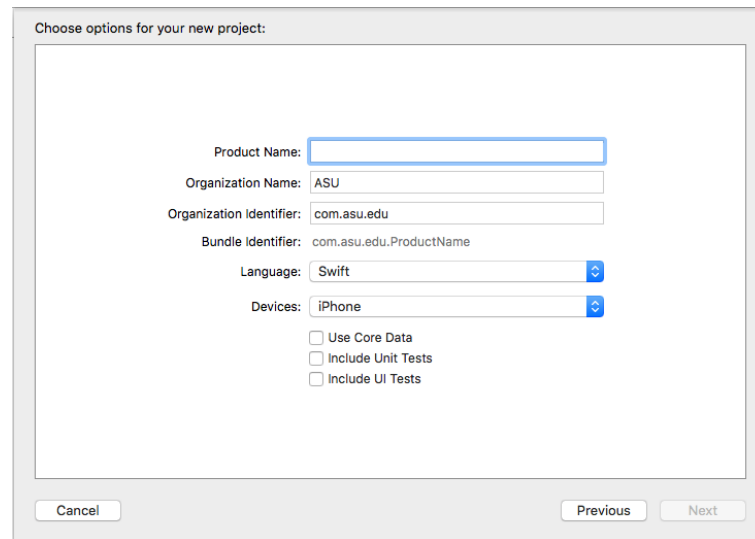 Choose options for your new project:
Product Name:
Organization Name: ASU
Organization Identifier: com.asu.edu
Bundle Identifier: com.asu.edu.ProductName
Language: Swift
Devices: iPhone
Use Core Data
Include Unit Tests
Include UI Tests
Cancel Previous Next